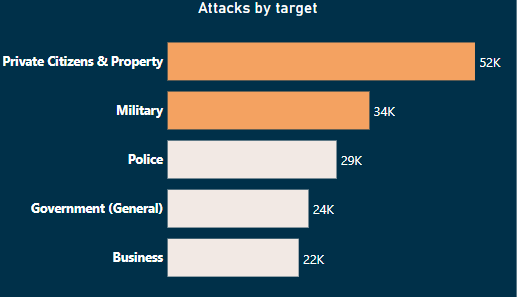 Attacks by target
Private Citizens & Property 52K
Military 34K
Police 29K
Government (General) 24K
Business 22K